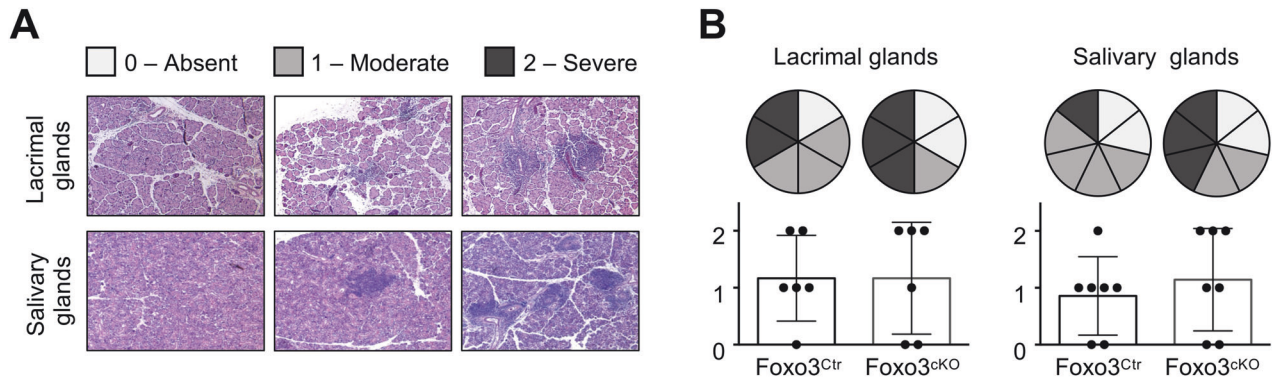 A
0 – Absent
1 – Moderate
2 – Severe
Lacrimal
glands
Salivary
glands
B
Lacrimal glands
Salivary glands
2
1
0
Foxo3Ctr
Foxo3cKO
2
1
0
Foxo3Ctr
Foxo3cKO